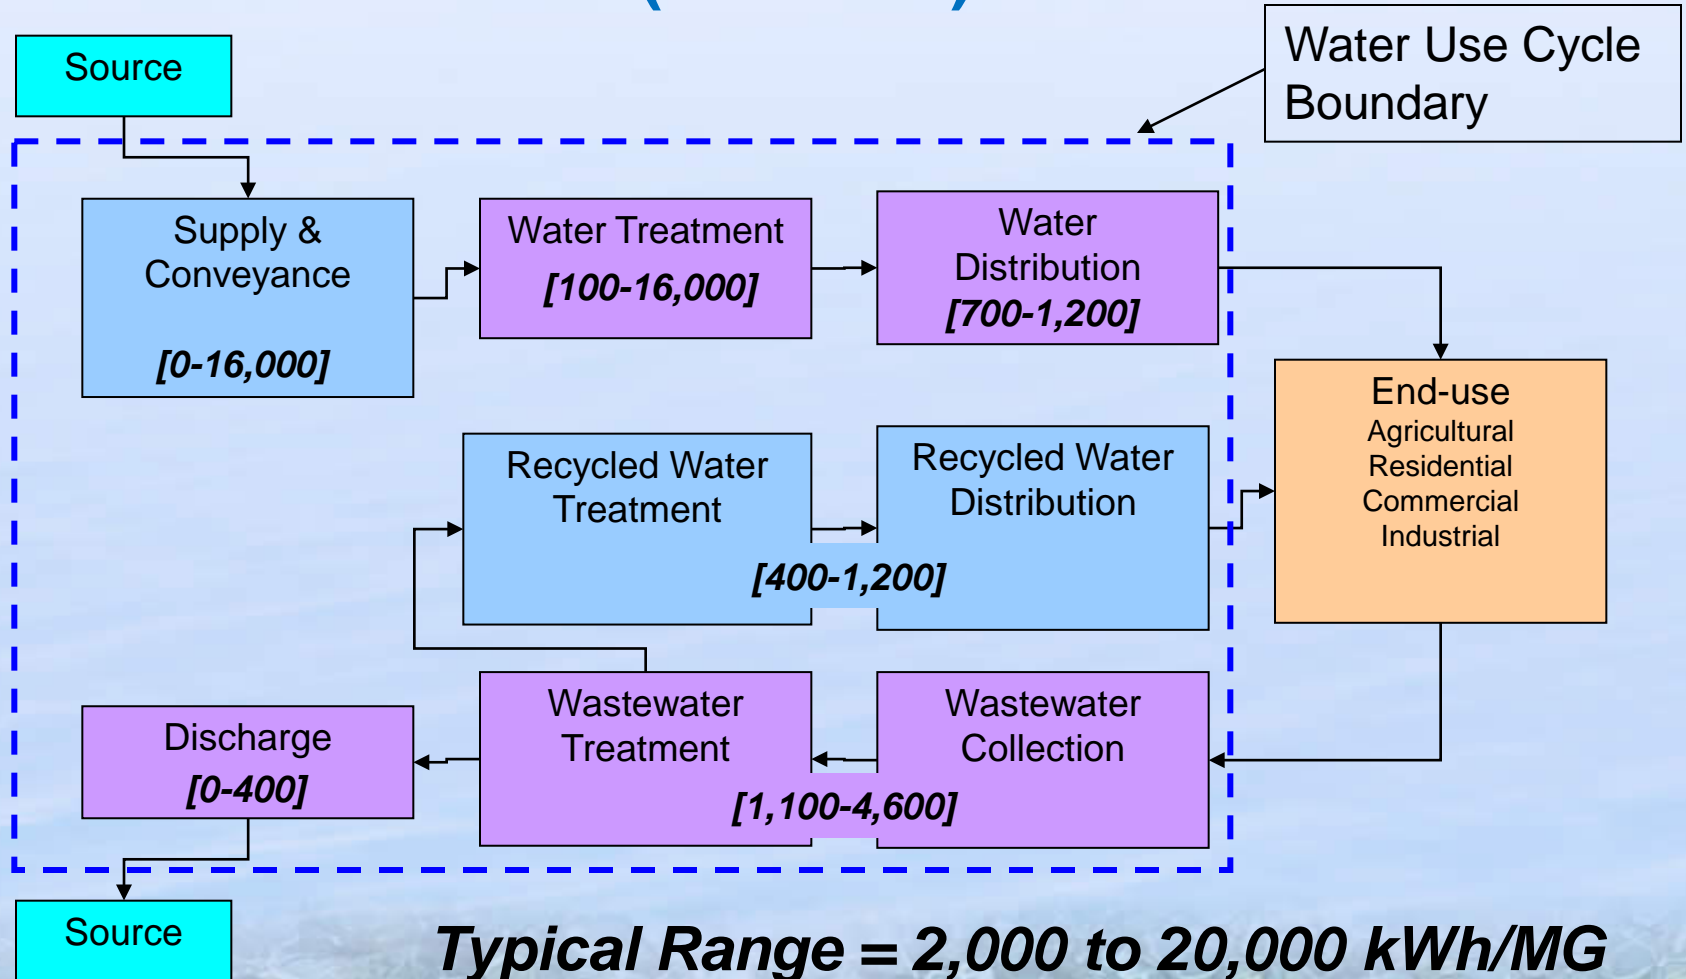 Source
Water Use Cycle
Boundary
Supply &
Conveyance
[0-16,000]
Water Treatment
[100-16,000]
Water
Distribution
[700-1,200]
End-use
Agricultural
Residential
Commercial
Industrial
Recycled Water
Treatment
Recycled Water
Distribution
[400-1,200]
Wastewater
Treatment
Wastewater
Collection
[1,100-4,600]
Discharge
[0-400]
Source
Typical Range = 2,000 to 20,000 kWh/MG